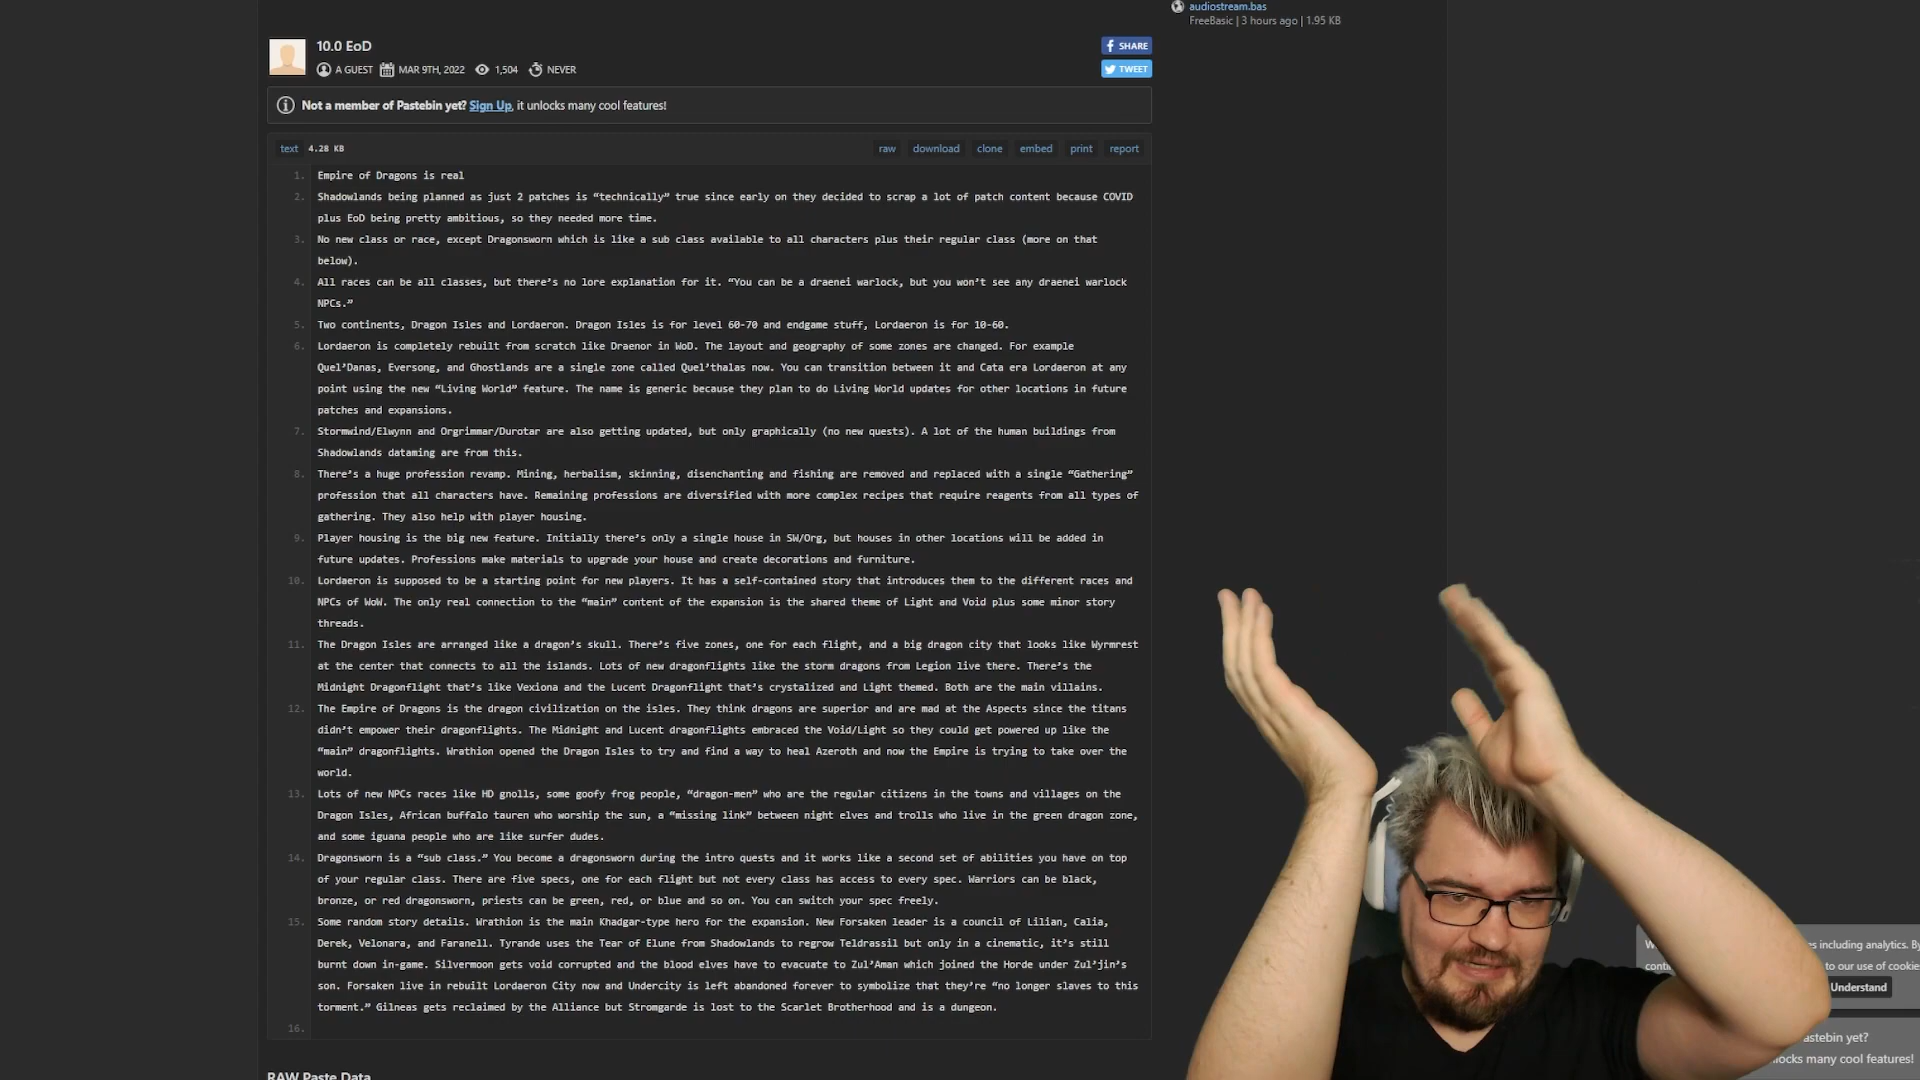 audiostream.bas
FreeBasic | 3 hours ago | 1.95 KB
10.0 EoD
SHARE
A GUEST MAR 9TH, 2022 1,504 NEVER
TWEET
Not a member of Pastebin yet? Sign Up, it unlocks many cool features!
text 4.28 KB raw download clone embed print report
1. Empire of Dragons is real
2. Shadowlands being planned as just 2 patches is “technically” true since early on they decided to scrap a lot of patch content because COVID
plus EoD being pretty ambitious, so they needed more time.
3. No new class or race, except Dragonsworn which is like a sub class available to all characters plus their regular class (more on that
below).
4. All races can be all classes, but there’s no lore explanation for it. “You can be a draenei warlock, but you won’t see any draenei warlock
NPCs.”
5. Two continents, Dragon Isles and Lordaeron. Dragon Isles is for level 60-70 and endgame stuff, Lordaeron is for 10-60.
6. Lordaeron is completely rebuilt from scratch like Draenor in WoD. The layout and geography of some zones are changed. For example
Quel’Danas, Eversong, and Ghostlands are a single zone called Quel’thalas now. You can transition between it and Cata era Lordaeron at any
point using the new “Living World” feature. The name is generic because they plan to do Living World updates for other locations in future
patches and expansions.
7. Stormwind/Elwynn and Orgrimmar/Durotar are also getting updated, but only graphically (no new quests). A lot of the human buildings from
Shadowlands dataming are from this.
8. There’s a huge profession revamp. Mining, herbalism, skinning, disenchanting and fishing are removed and replaced with a single “Gathering”
profession that all characters have. Remaining professions are diversified with more complex recipes that require reagents from all types of
gathering. They also help with player housing.
9. Player housing is the big new feature. Initially there’s only a single house in SW/Org, but houses in other locations will be added in
future updates. Professions make materials to upgrade your house and create decorations and furniture.
10. Lordaeron is supposed to be a starting point for new players. It has a self-contained story that introduces them to the different races and
NPCs of WoW. The only real connection to the “main” content of the expansion is the shared theme of Light and Void plus some minor story
threads.
11. The Dragon Isles are arranged like a dragon’s skull. There’s five zones, one for each flight, and a big dragon city that looks like Wyrmrest
at the center that connects to all the islands. Lots of new dragonflights like the storm dragons from Legion live there. There’s the
Midnight Dragonflight that’s like Vexiona and the Lucent Dragonflight that’s crystalized and Light themed. Both are the main villains.
12. The Empire of Dragons is the dragon civilization on the isles. They think dragons are superior and are mad at the Aspects since the titans
didn’t empower their dragonflights. The Midnight and Lucent dragonflights embraced the Void/Light so they could get powered up like the
“main” dragonflights. Wrathion opened the Dragon Isles to try and find a way to heal Azeroth and now the Empire is trying to take over the
world.
13. Lots of new NPCs races like HD gnolls, some goofy frog people, “dragon-men” who are the regular citizens in the towns and villages on the
Dragon Isles, African buffalo tauren who worship the sun, a “missing link” between night elves and trolls who live in the green dragon zone,
and some iguana people who are like surfer dudes.
14. Dragonsworn is a “sub class.” You become a dragonsworn during the intro quests and it works like a second set of abilities you have on top
of your regular class. There are five specs, one for each flight but not every class has access to every spec. Warriors can be black,
bronze, or red dragonsworn, priests can be green, red, or blue and so on. You can switch your spec freely.
15. Some random story details. Wrathion is the main Khadgar-type hero for the expansion. New Forsaken leader is a council of Lilian, Calia,
Derek, Velonara, and Faranell. Tyrande uses the Tear of Elune from Shadowlands to regrow Teldrassil but only in a cinematic, it’s still
burnt down in-game. Silvermoon gets void corrupted and the blood elves have to evacuate to Zul’Aman which joined the Horde under Zul’jin’s
son. Forsaken live in rebuilt Lordaeron City now and Undercity is left abandoned forever to symbolize that they’re “no longer slaves to this
torment.” Gilneas gets reclaimed by the Alliance but Stromgarde is lost to the Scarlet Brotherhood and is a dungeon.
16.
RAW Paste Data
including analytics. By
to our use of cookie
Understand
yet?
many cool features!